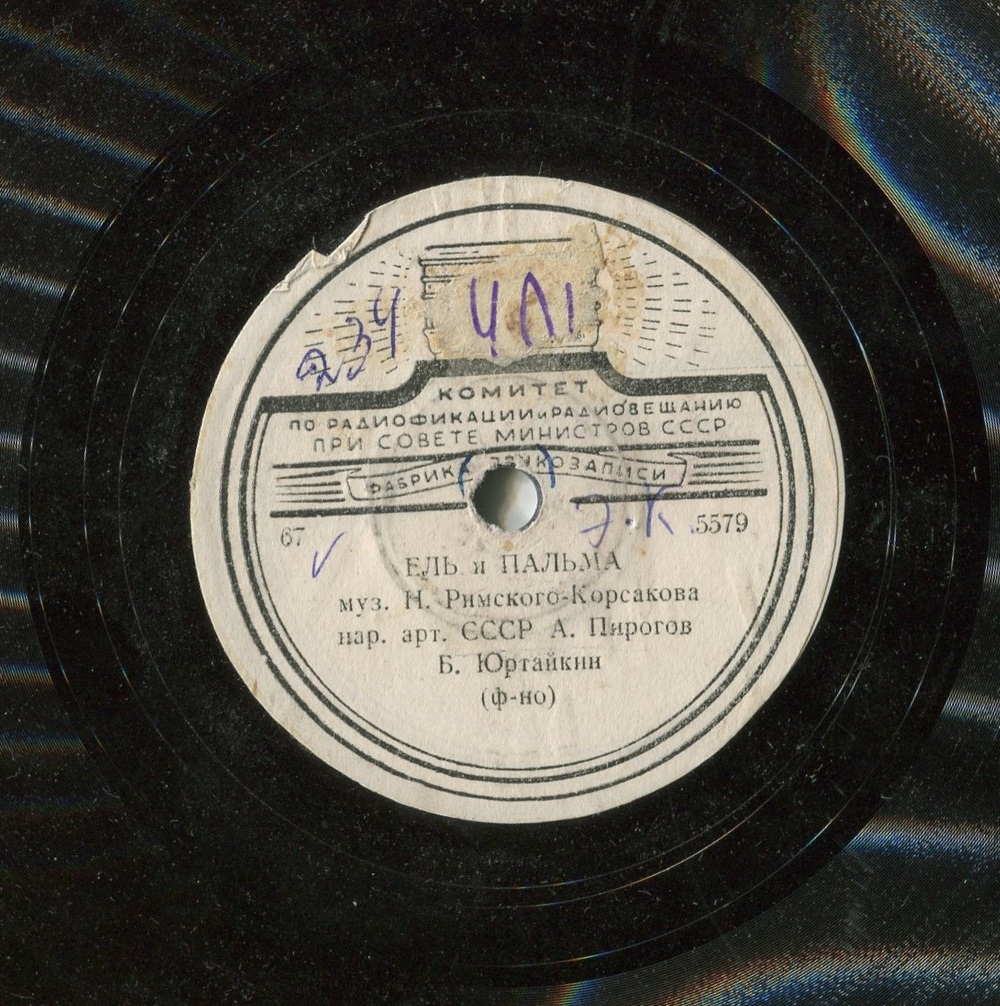 КОМИТЕТ
ПО РАДИОФИКАЦИИ и РАДИОВЕЩАНИЮ
ПРИ СОВЕТЕ МИНИСТРОВ СССР
ФАБРИКА ЗВУКОЗАПИСИ
Э.К
67 5579
ЕЛЬ и ПАЛЬМА
муз. Н. Римского-Корсакова
нар. арт. СССР А. Пирогов
Б. Юртайкин
(ф-но)